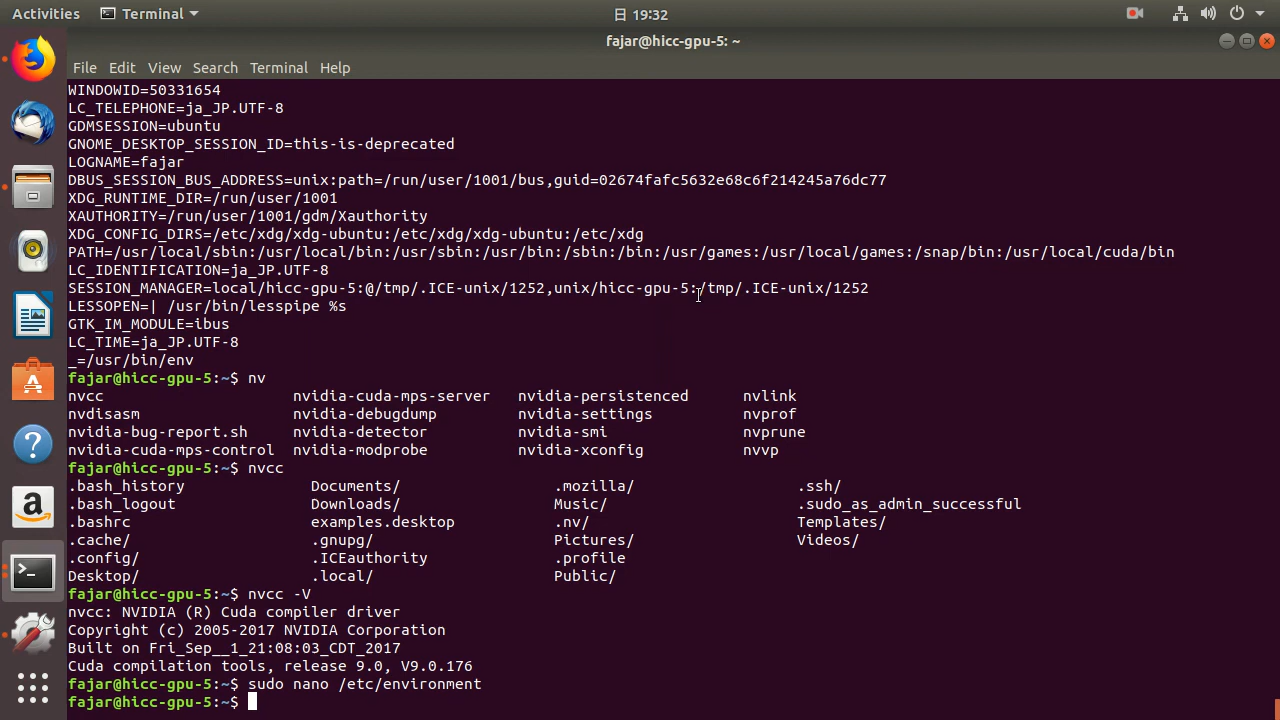 Activities Terminal 日 19:32
fajar@hicc-gpu-5: ~
File Edit View Search Terminal Help
WINDOWID=50331654
LC_TELEPHONE=ja_JP.UTF-8
GDMSESSION=ubuntu
GNOME_DESKTOP_SESSION_ID=this-is-deprecated
LOGNAME=fajar
DBUS_SESSION_BUS_ADDRESS=unix:path=/run/user/1001/bus,guid=02674fafc5632e68c6f214245a76dc77
XDG_RUNTIME_DIR=/run/user/1001
XAUTHORITY=/run/user/1001/gdm/Xauthority
XDG_CONFIG_DIRS=/etc/xdg/xdg-ubuntu:/etc/xdg/xdg-ubuntu:/etc/xdg
PATH=/usr/local/sbin:/usr/local/bin:/usr/sbin:/usr/bin:/sbin:/bin:/usr/games:/usr/local/games:/snap/bin:/usr/local/cuda/bin
LC_IDENTIFICATION=ja_JP.UTF-8
SESSION_MANAGER=local/hicc-gpu-5:@/tmp/.ICE-unix/1252,unix/hicc-gpu-5:/tmp/.ICE-unix/1252
LESSOPEN=| /usr/bin/lesspipe %s
GTK_IM_MODULE=ibus
LC_TIME=ja_JP.UTF-8
_=/usr/bin/env
fajar@hicc-gpu-5:~$ nv
nvcc nvidia-cuda-mps-server nvidia-persistenced nvlink
nvdisasm nvidia-debugdump nvidia-settings nvprof
nvidia-bug-report.sh nvidia-detector nvidia-smi nvprune
nvidia-cuda-mps-control nvidia-modprobe nvidia-xconfig nvvp
fajar@hicc-gpu-5:~$ nvcc
.bash_history Documents/ .mozilla/ .ssh/
.bash_logout Downloads/ Music/ .sudo_as_admin_successful
.bashrc examples.desktop .nv/ Templates/
.cache/ .gnupg/ Pictures/ Videos/
.config/ .ICEauthority .profile
Desktop/ .local/ Public/
fajar@hicc-gpu-5:~$ nvcc -V
nvcc: NVIDIA (R) Cuda compiler driver
Copyright (c) 2005-2017 NVIDIA Corporation
Built on Fri_Sep__1_21:08:03_CDT_2017
Cuda compilation tools, release 9.0, V9.0.176
fajar@hicc-gpu-5:~$ sudo nano /etc/environment
fajar@hicc-gpu-5:~$